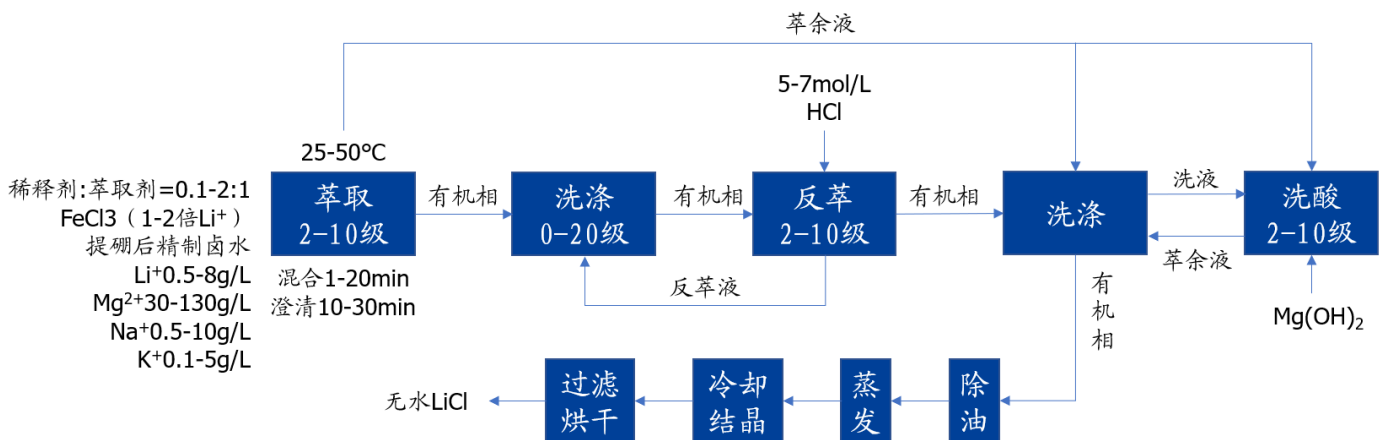 萃余液
5-7mol/L
HCl
25-50℃
稀释剂:萃取剂=0.1-2:1
FeCl3（1-2倍Li⁺）
提硼后精制卤水
Li⁺0.5-8g/L
Mg²⁺30-130g/L
Na⁺0.5-10g/L
K⁺0.1-5g/L
萃取
2-10级
混合1-20min
澄清10-30min
有机相
洗涤
0-20级
有机相
反萃
2-10级
反萃液
有机相
洗涤
洗液
萃余液
洗酸
2-10级
Mg(OH)₂
有
机
相
除
油
蒸
发
冷却
结晶
过滤
烘干
无水LiCl